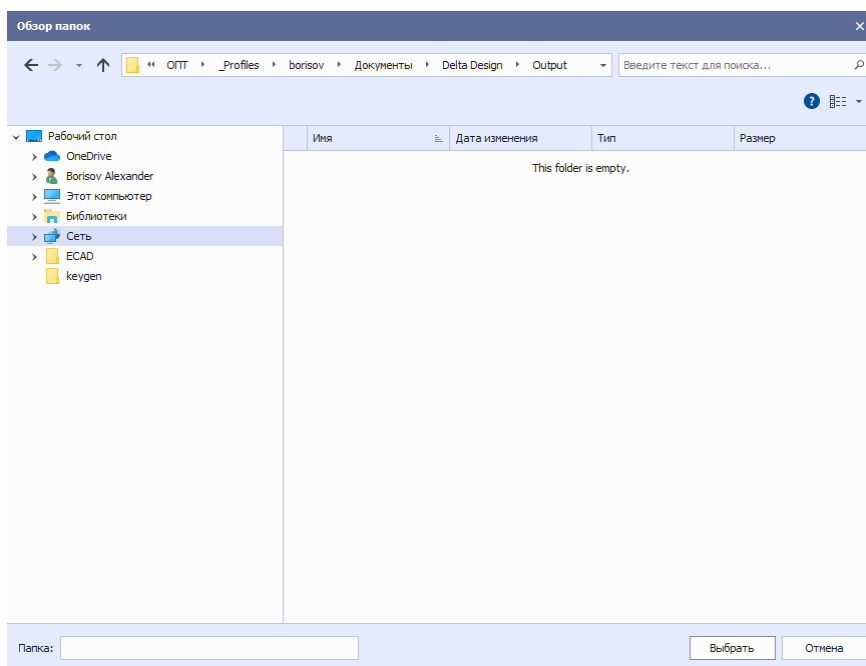 Обзор папок
ОПТ _Profiles borisov Документы Delta Design Output Введите текст для поиска...
Рабочий стол Имя Дата изменения Тип Размер
OneDrive This folder is empty.
Borisov Alexander
Этот компьютер
Библиотеки
Сеть
ECAD
keygen
Папка: Выбрать Отмена